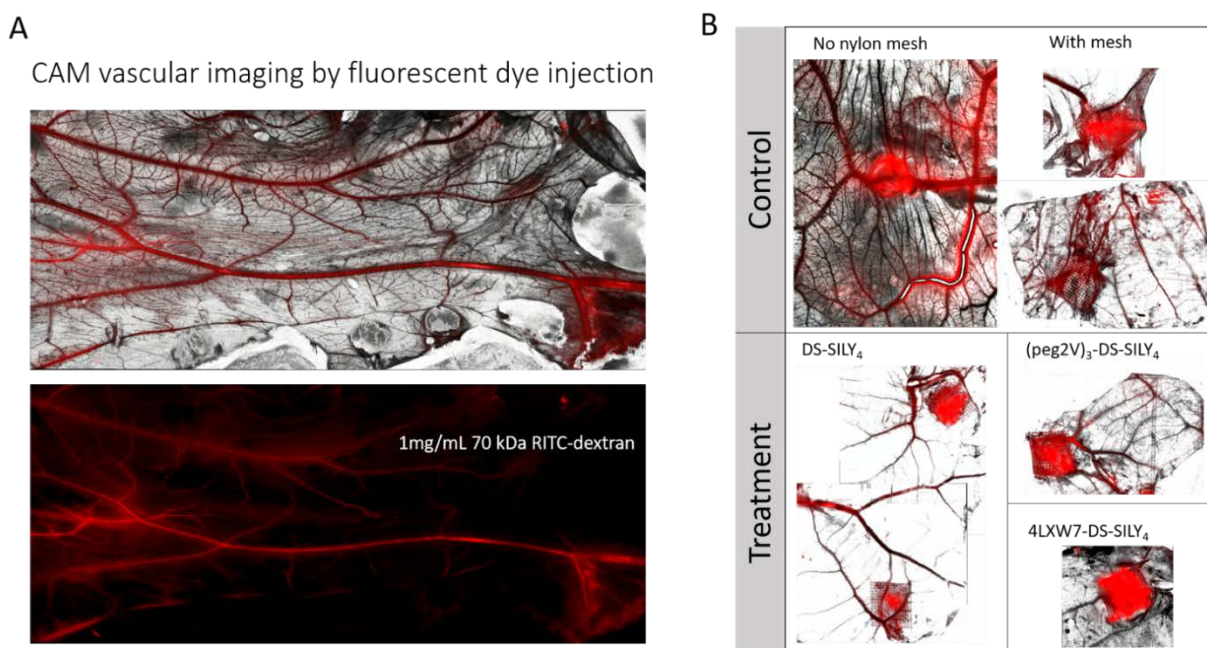 A
CAM vascular imaging by fluorescent dye injection
1mg/mL 70 kDa RITC-dextran
B
No nylon mesh
With mesh
Control
Treatment
DS-SILY₄
(peg2V)₃-DS-SILY₄
4LXW7-DS-SILY₄